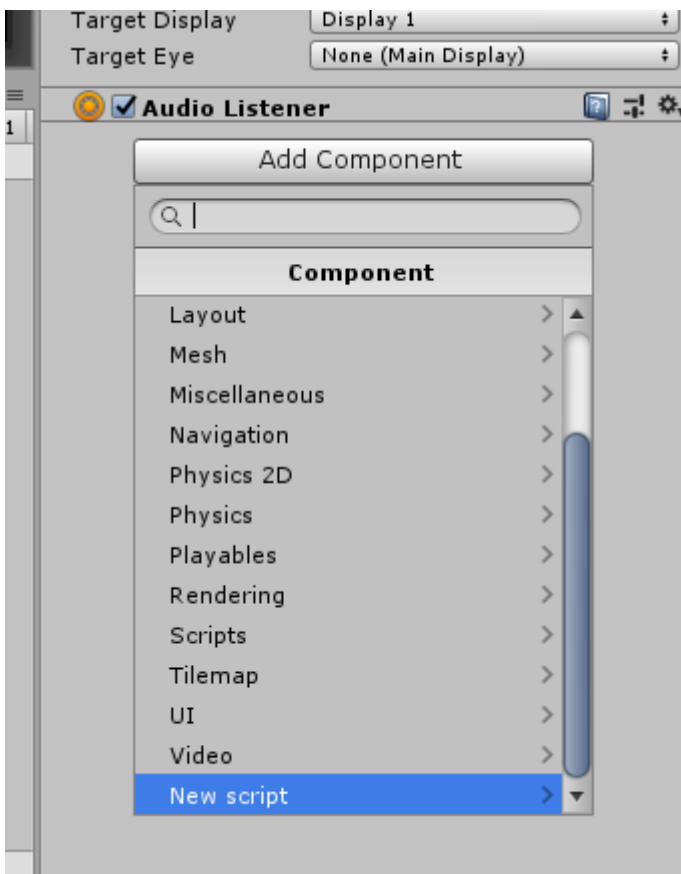 Target Display Display 1
Target Eye None (Main Display)
Audio Listener
1
Add Component
Component
Layout
Mesh
Miscellaneous
Navigation
Physics 2D
Physics
Playables
Rendering
Scripts
Tilemap
UI
Video
New script